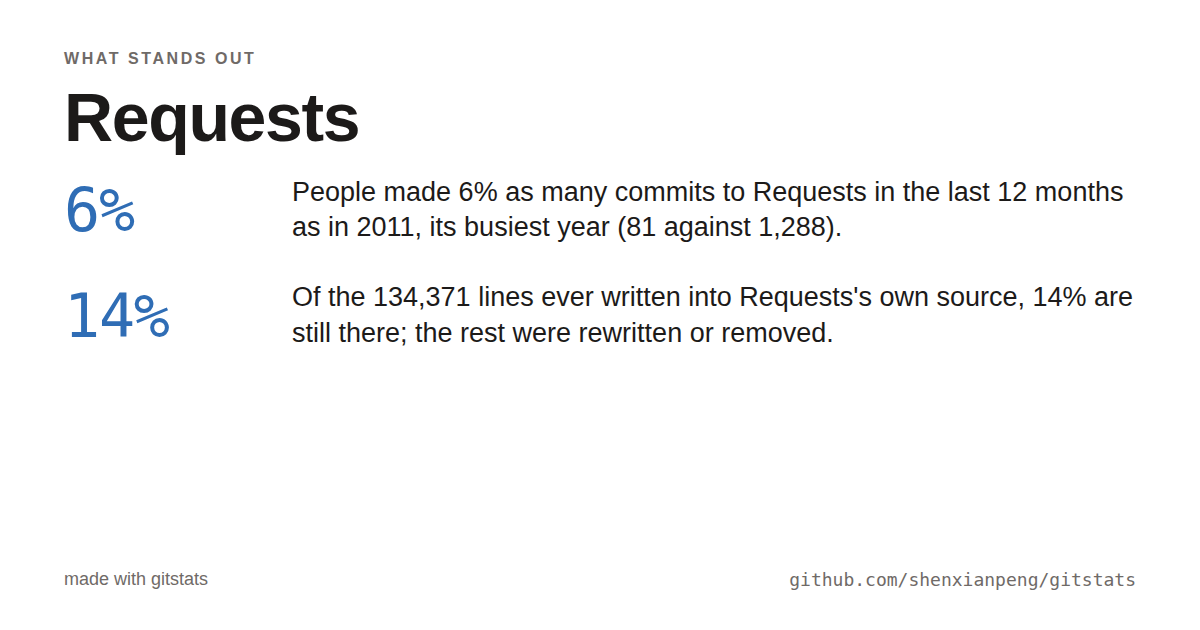 WHAT STANDS OUT
Requests
6%
People made 6% as many commits to Requests in the last 12 months
as in 2011, its busiest year (81 against 1,288).
14%
Of the 134,371 lines ever written into Requests's own source, 14% are
still there; the rest were rewritten or removed.
made with gitstats
github.com/shenxianpeng/gitstats